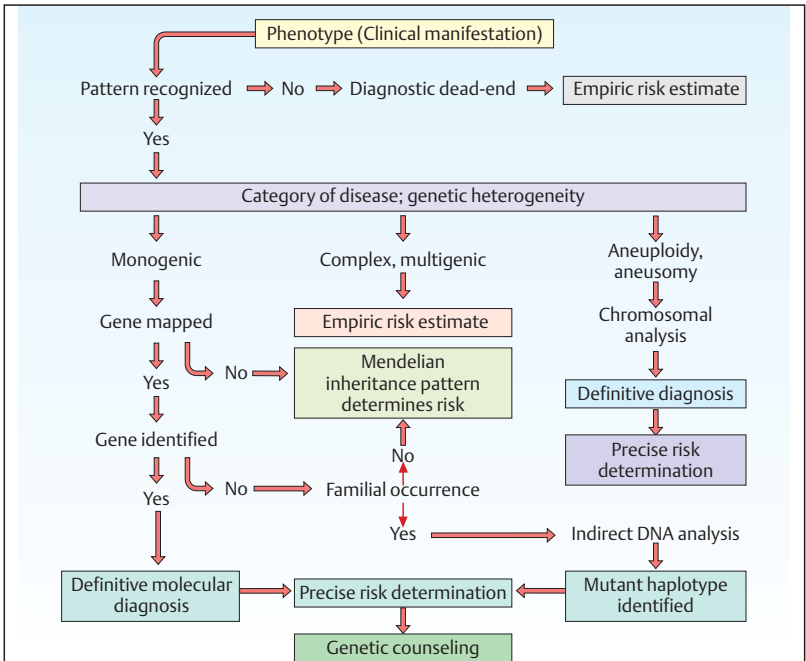 Phenotype (Clinical manifestation)
Pattern recognized No Diagnostic dead-end Empiric risk estimate
Yes
Category of disease; genetic heterogeneity
Monogenic
Complex, multigenic
Aneuploidy,
aneusomy
Gene mapped
Empiric risk estimate
Chromosomal
analysis
No
Mendelian
inheritance pattern
determines risk
Yes
Definitive diagnosis
Gene identified
No
Precise risk
determination
Yes
No
Familial occurrence
Yes
Indirect DNA analysis
Definitive molecular
diagnosis
Precise risk determination
Mutant haplotype
identified
Genetic counseling